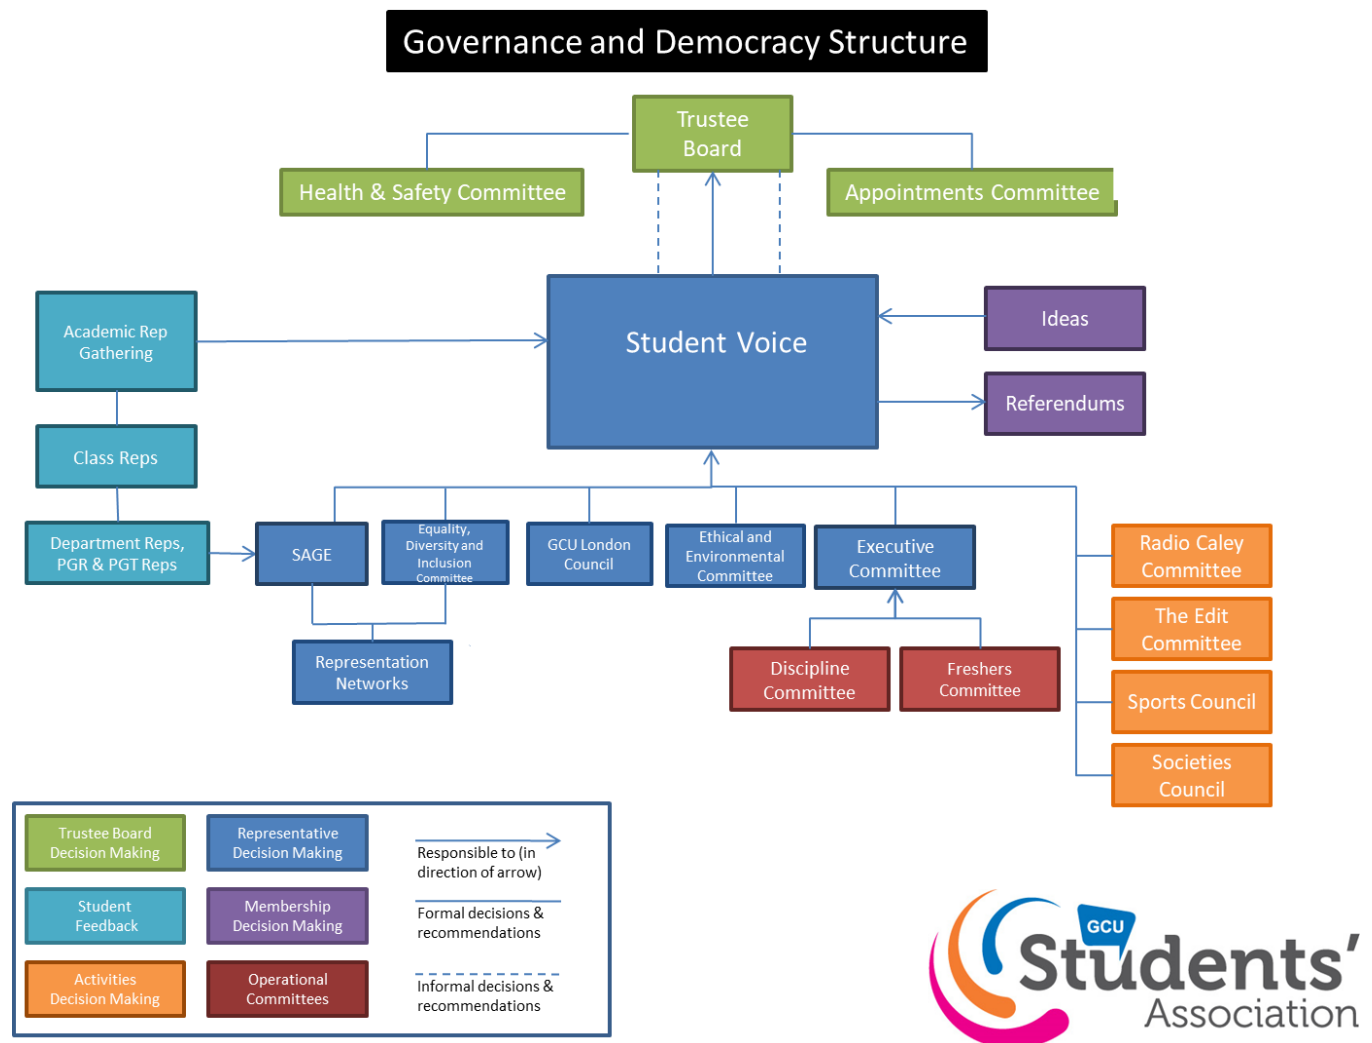 Governance and Democracy Structure
Trustee
Board
Health & Safety Committee
Appointments Committee
Academic Rep
Gathering
Student Voice
Ideas
Referendums
Class Reps
Department Reps,
PGR & PGT Reps
SAGE
Equality,
Diversity and
Inclusion
Committee
GCU London
Council
Ethical and
Environmental
Committee
Executive
Committee
Radio Caley
Committee
The Edit
Committee
Sports Council
Societies
Council
Representation
Networks
Discipline
Committee
Freshers
Committee
Trustee Board
Decision Making
Representative
Decision Making
Responsible to (in
direction of arrow)
Student
Feedback
Membership
Decision Making
Formal decisions &
recommendations
Activities
Decision Making
Operational
Committees
Informal decisions &
recommendations
GCU
Students'
Association